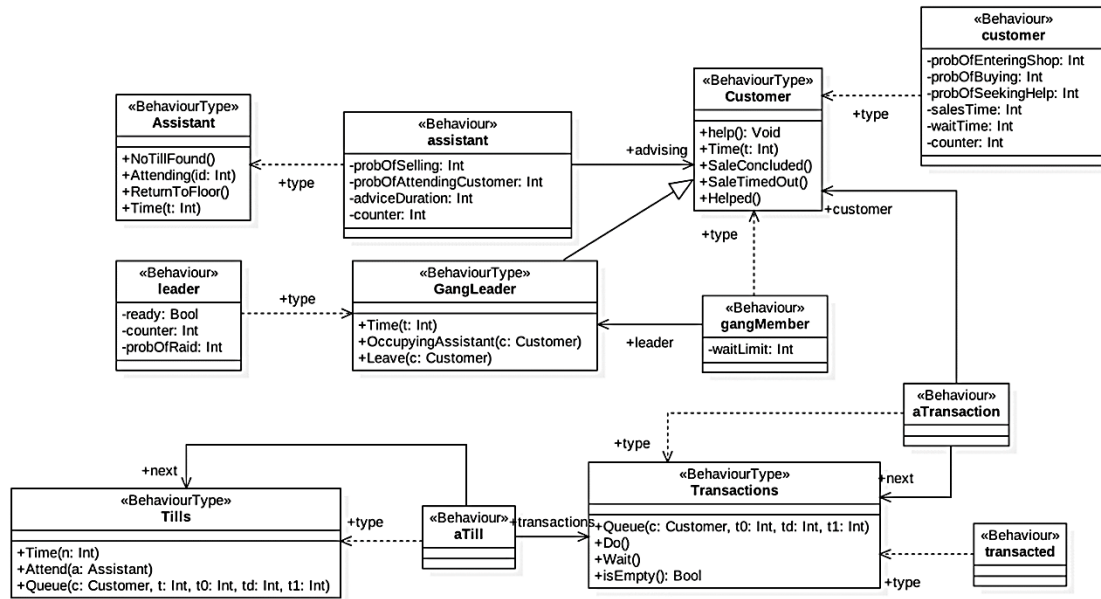 «Behaviour»
customer
-probOfEnteringShop: Int
-probOfBuying: Int
-probOfSeekingHelp: Int
-salesTime: Int
-waitTime: Int
-counter: Int
+type
«BehaviourType»
Customer
+help(): Void
+Time(t: Int)
+SaleConcluded()
+SaleTimedOut()
+Helped()
«BehaviourType»
Assistant
+NoTillFound()
+Attending(id: Int)
+ReturnToFloor()
+Time(t: Int)
+type
«Behaviour»
assistant
-probOfSelling: Int
-probOfAttendingCustomer: Int
-adviceDuration: Int
-counter: Int
+advising
+customer
+type
«Behaviour»
leader
-ready: Bool
-counter: Int
-probOfRaid: Int
+type
«BehaviourType»
GangLeader
+Time(t: Int)
+OccupyingAssistant(c: Customer)
+Leave(c: Customer)
+leader
«Behaviour»
gangMember
-waitLimit: Int
«Behaviour»
aTransaction
+type
+next
+next
«BehaviourType»
Tills
+Time(n: Int)
+Attend(a: Assistant)
+Queue(c: Customer, t: Int, t0: Int, td: Int, t1: Int)
+type
«Behaviour»
aTill
+transactions
«BehaviourType»
Transactions
+Queue(c: Customer, t0: Int, td: Int, t1: Int)
+Do()
+Wait()
+isEmpty(): Bool
«Behaviour»
transacted
+type